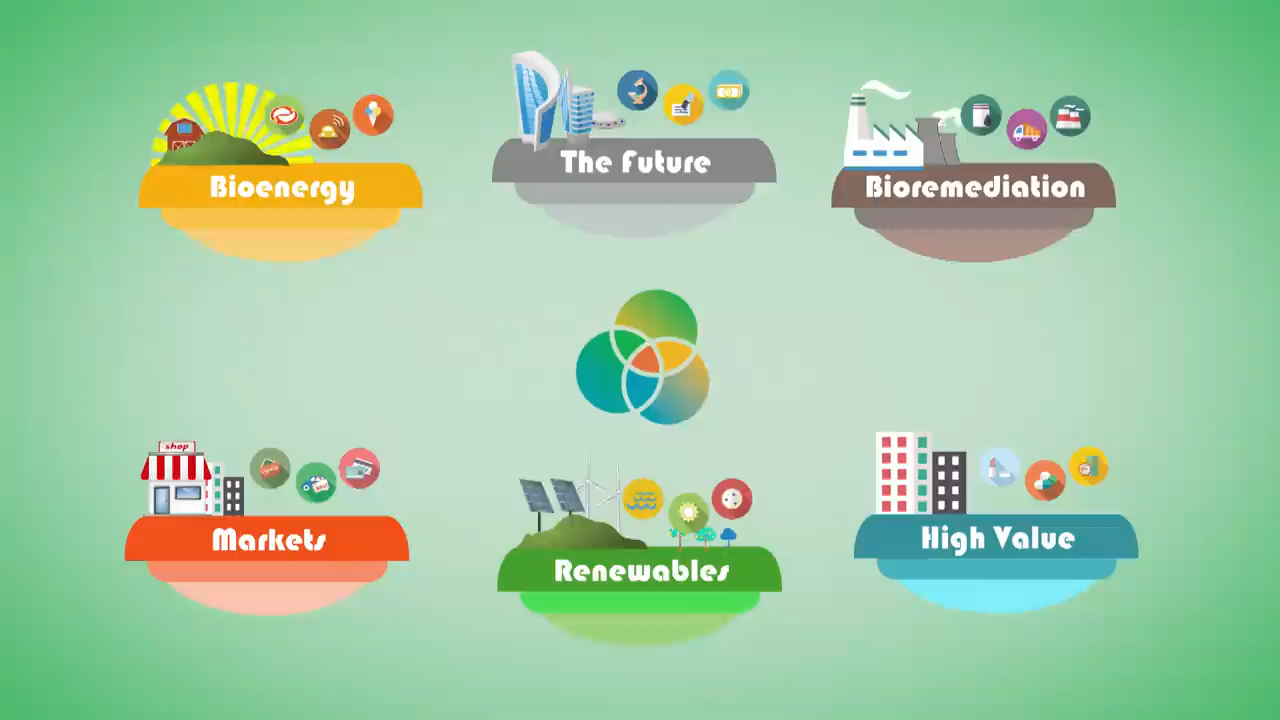 The Future
Bioenergy
Bioremediation
shop
Markets
High Value
Renewables